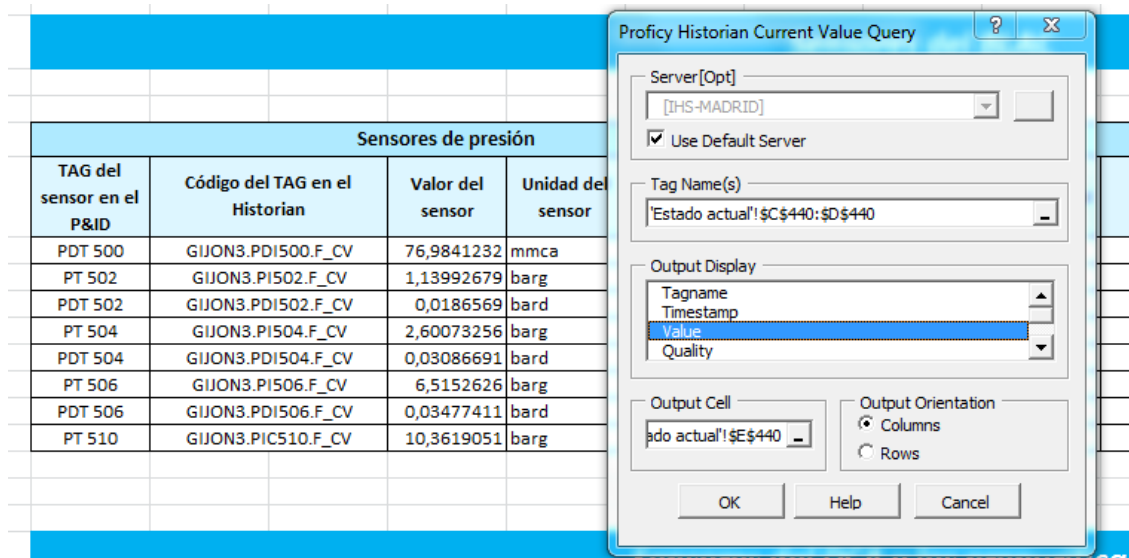 Proficy Historian Current Value Query
Server[Opt]
[IHS-MADRID]
Use Default Server
Tag Name(s)
'Estado actual'!$C$440:$D$440
Output Display
Tagname
Timestamp
Value
Quality
Output Cell
ado actual'!$E$440
Output Orientation
Columns
Rows
OK Help Cancel
Sensores de presión
TAG del sensor en el P&ID
Código del TAG en el Historian
Valor del sensor
Unidad del sensor
PDT 500 GIJON3.PDI500.F_CV 76,9841232 mmca
PT 502 GIJON3.PI502.F_CV 1,13992679 barg
PDT 502 GIJON3.PDI502.F_CV 0,0186569 bard
PT 504 GIJON3.PI504.F_CV 2,60073256 barg
PDT 504 GIJON3.PDI504.F_CV 0,03086691 bard
PT 506 GIJON3.PI506.F_CV 6,5152626 barg
PDT 506 GIJON3.PDI506.F_CV 0,03477411 bard
PT 510 GIJON3.PIC510.F_CV 10,3619051 barg